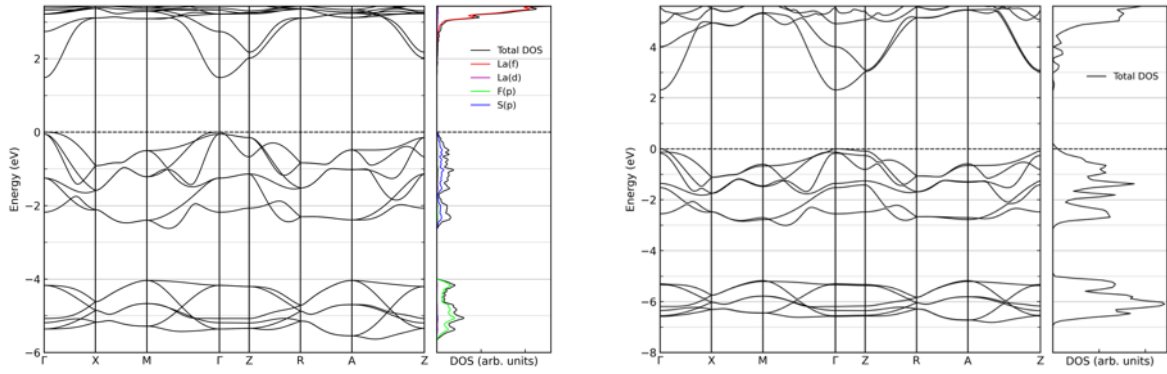 2
0
−2
−4
−6
Energy (eV)
Γ X M Γ Z R A Z
Total DOS
La(f)
La(d)
F(p)
S(p)
DOS (arb. units)
4
2
0
−2
−4
−6
−8
Energy (eV)
Γ X M Γ Z R A Z
Total DOS
DOS (arb. units)